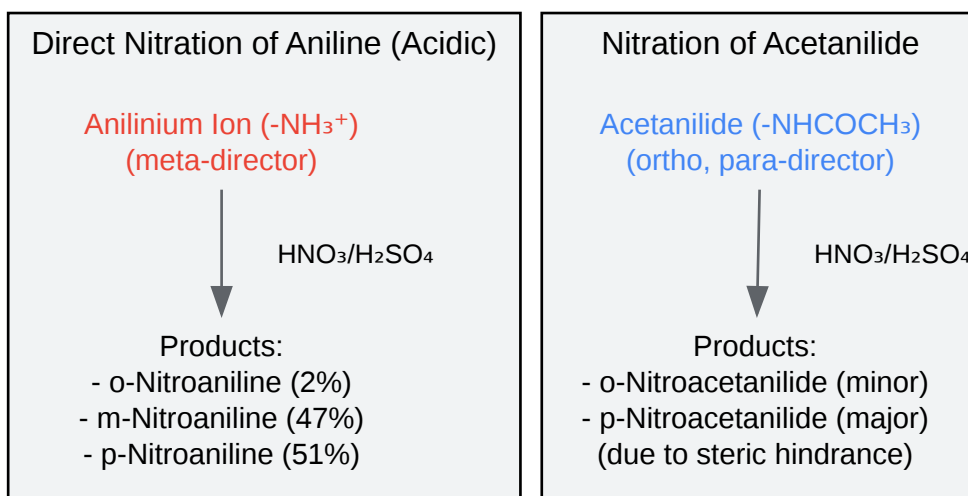 Direct Nitration of Aniline (Acidic)
Anilinium Ion (-NH₃⁺)
(meta-director)
HNO₃/H₂SO₄
Products:
- o-Nitroaniline (2%)
- m-Nitroaniline (47%)
- p-Nitroaniline (51%)
Nitration of Acetanilide
Acetanilide (-NHCOCH₃)
(ortho, para-director)
HNO₃/H₂SO₄
Products:
- o-Nitroacetanilide (minor)
- p-Nitroacetanilide (major)
(due to steric hindrance)